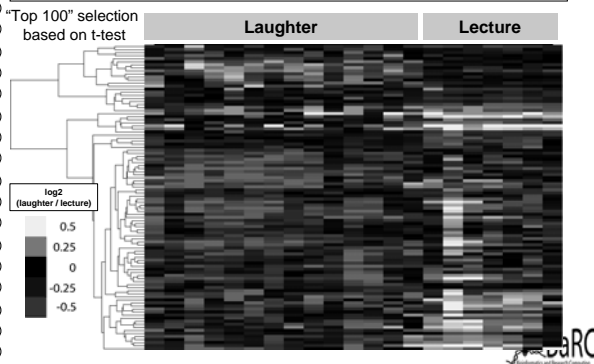 “Top 100” selection
based on t-test
Laughter
Lecture
log2
(laughter / lecture)
0.5
0.25
0
-0.25
-0.5
BaRC